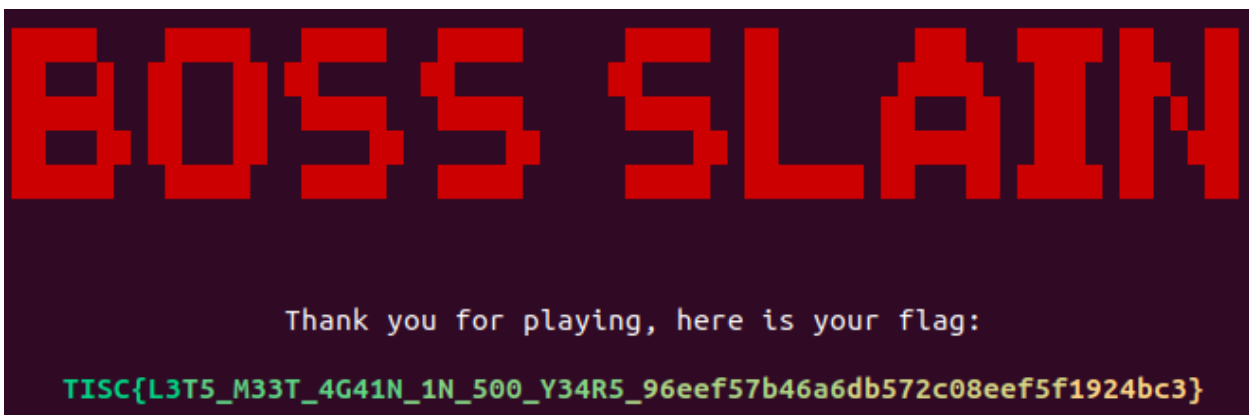 BOSS SLAIN
Thank you for playing, here is your flag:
TISC{L3T5_M33T_4G41N_1N_500_Y34R5_96eef57b46a6db572c08eef5f1924bc3}